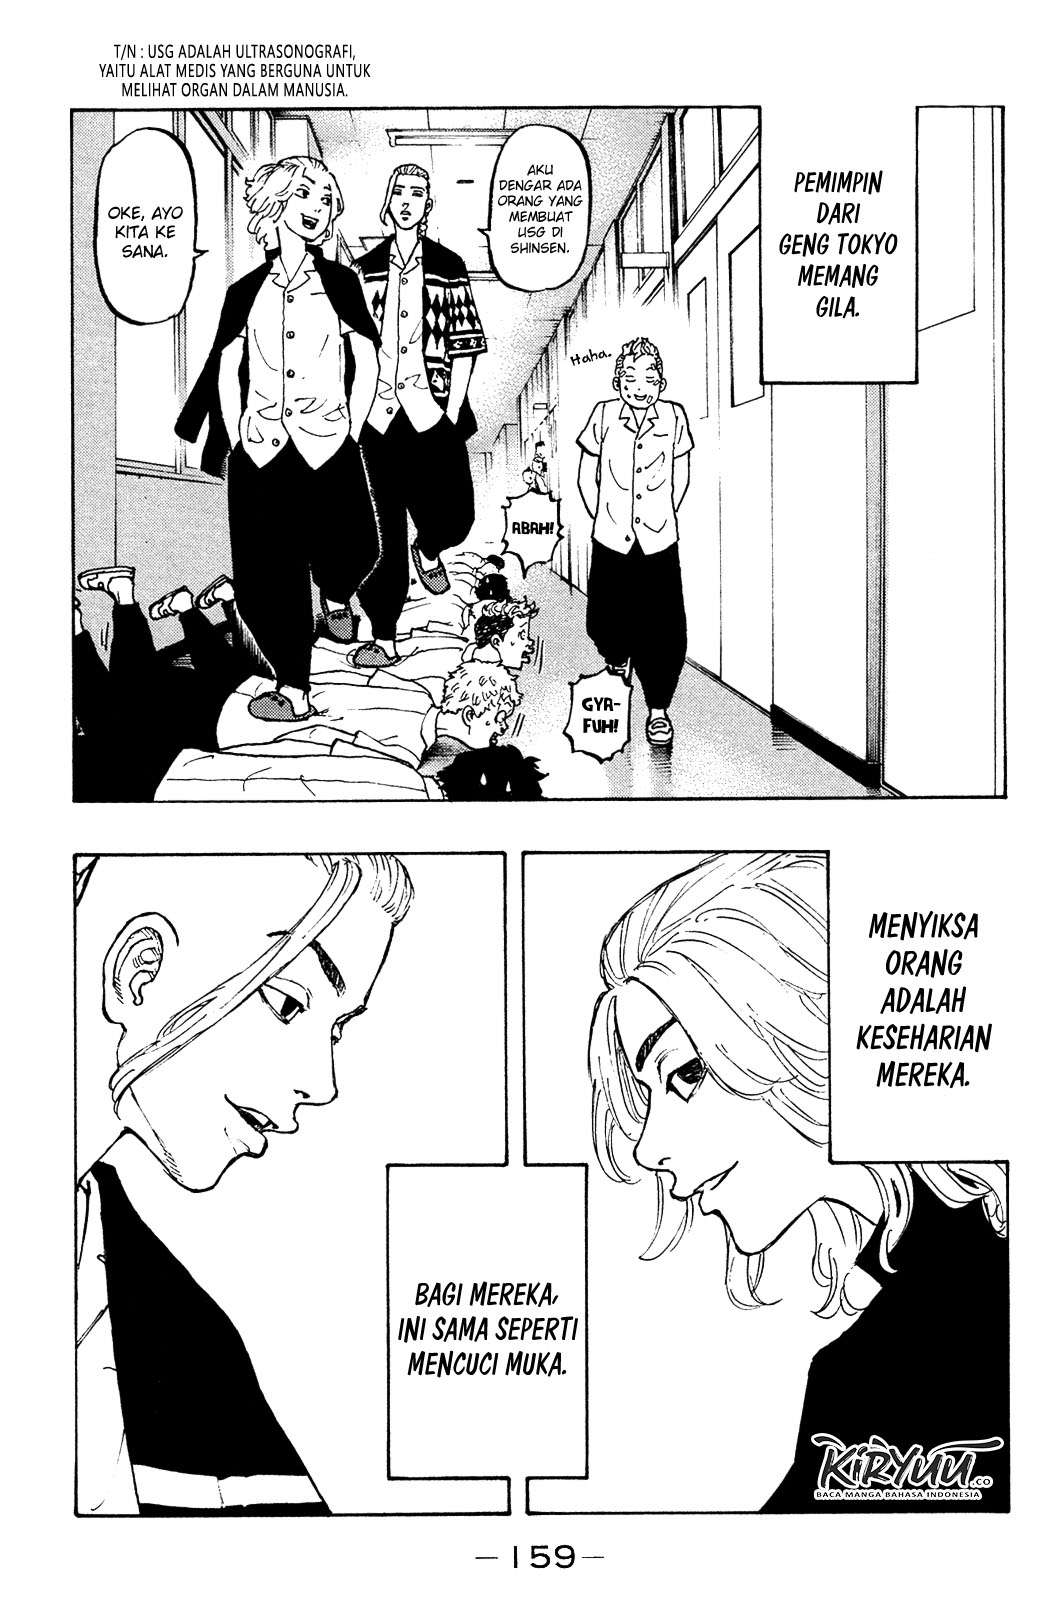 T/N : USG ADALAH ULTRASONOGRAFI,
YAITU ALAT MEDIS YANG BERGUNA UNTUK
MELIHAT ORGAN DALAM MANUSIA.
OKE, AYO
KITA KE
SANA.
AKU
DENGAR ADA
ORANG YANG
MEMBUAT
USG DI
SHINSEN.
PEMIMPIN
DARI
GENG TOKYO
MEMANG
GILA.
Haha.
ABAH!
GYA-
FUH!
MENYIKSA
ORANG
ADALAH
KESEHARIAN
MEREKA.
BAGI MEREKA,
INI SAMA SEPERTI
MENCUCI MUKA.
KIRYUU.CO
BACA MANGA BAHASA INDONESIA
—159—